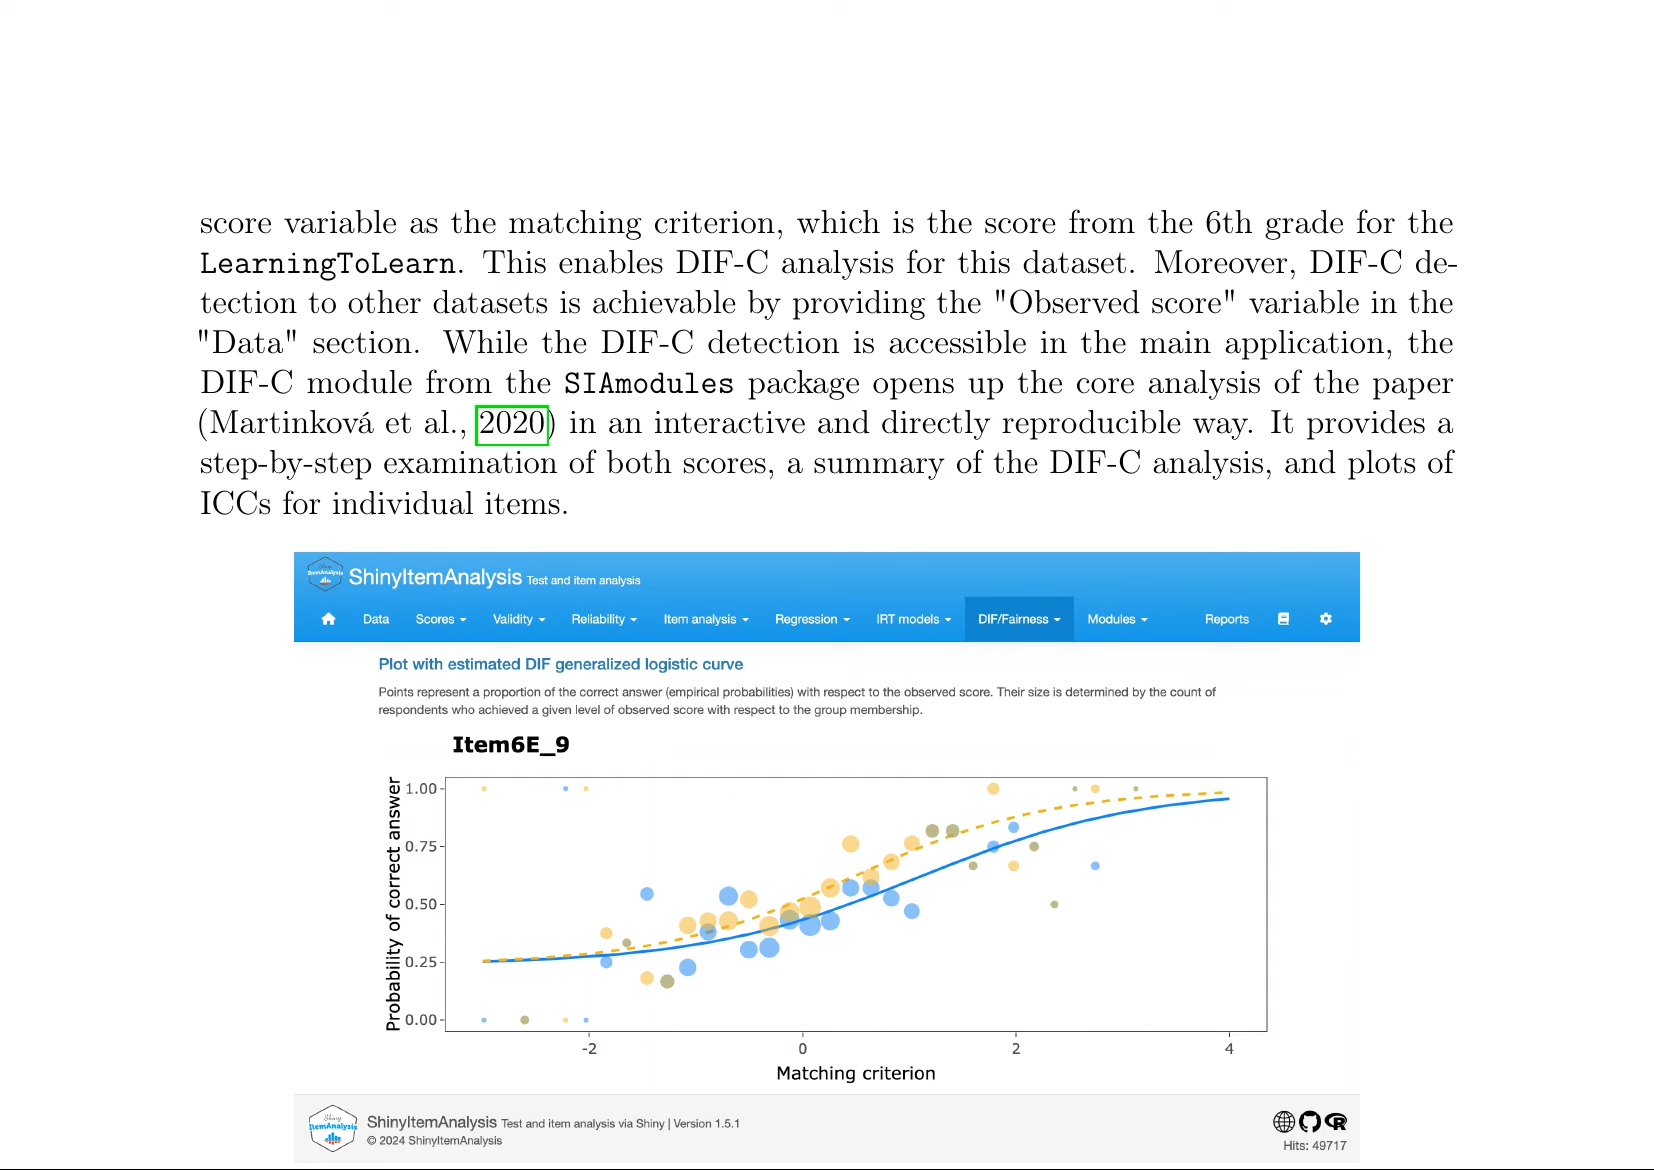 score variable as the matching criterion, which is the score from the 6th grade for the
LearningToLearn. This enables DIF-C analysis for this dataset. Moreover, DIF-C de-
tection to other datasets is achievable by providing the "Observed score" variable in the
"Data" section. While the DIF-C detection is accessible in the main application, the
DIF-C module from the SIAmodules package opens up the core analysis of the paper
(Martinková et al., 2020) in an interactive and directly reproducible way. It provides a
step-by-step examination of both scores, a summary of the DIF-C analysis, and plots of
ICCs for individual items.
Shiny
ItemAnalysis
ShinyItemAnalysis Test and item analysis
Data Scores Validity Reliability Item analysis Regression IRT models DIF/Fairness Modules Reports
Plot with estimated DIF generalized logistic curve
Points represent a proportion of the correct answer (empirical probabilities) with respect to the observed score. Their size is determined by the count of
respondents who achieved a given level of observed score with respect to the group membership.
Item6E_9
Probability of correct answer
1.00
0.75
0.50
0.25
0.00
-2 0 2 4
Matching criterion
Shiny
ItemAnalysis
ShinyItemAnalysis Test and item analysis via Shiny | Version 1.5.1
© 2024 ShinyItemAnalysis
R
Hits: 49717